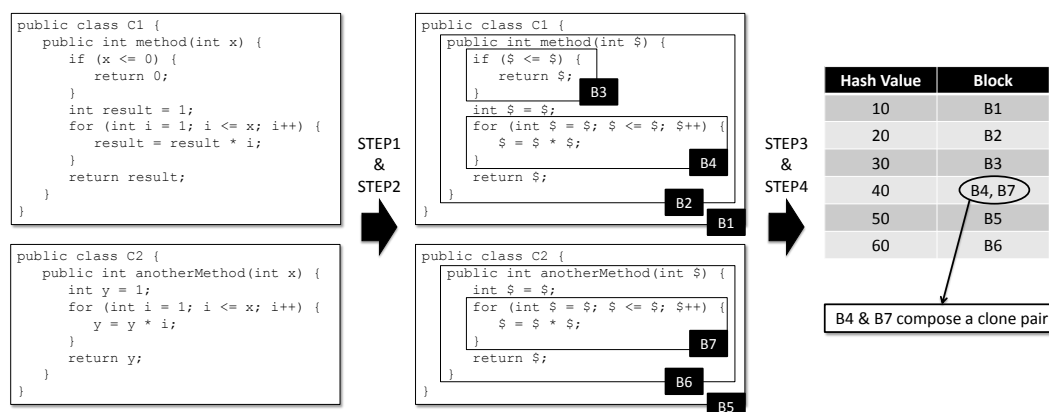 public class C1 {
public int method(int x) {
if (x <= 0) {
return 0;
}
int result = 1;
for (int i = 1; i <= x; i++) {
result = result * i;
}
return result;
}
}
public class C2 {
public int anotherMethod(int x) {
int y = 1;
for (int i = 1; i <= x; i++) {
y = y * i;
}
return y;
}
}
STEP1
&
STEP2
public class C1 {
public int method(int $) {
if ($ <= $) {
return $;
}
B3
int $ = $;
for (int $ = $; $ <= $; $++) {
$ = $ * $;
}
B4
return $;
}
B2
}
B1
public class C2 {
public int anotherMethod(int $) {
int $ = $;
for (int $ = $; $ <= $; $++) {
$ = $ * $;
}
B7
return $;
}
B6
}
B5
STEP3
&
STEP4
Hash Value Block
10 B1
20 B2
30 B3
40 B4, B7
50 B5
60 B6
B4 & B7 compose a clone pair